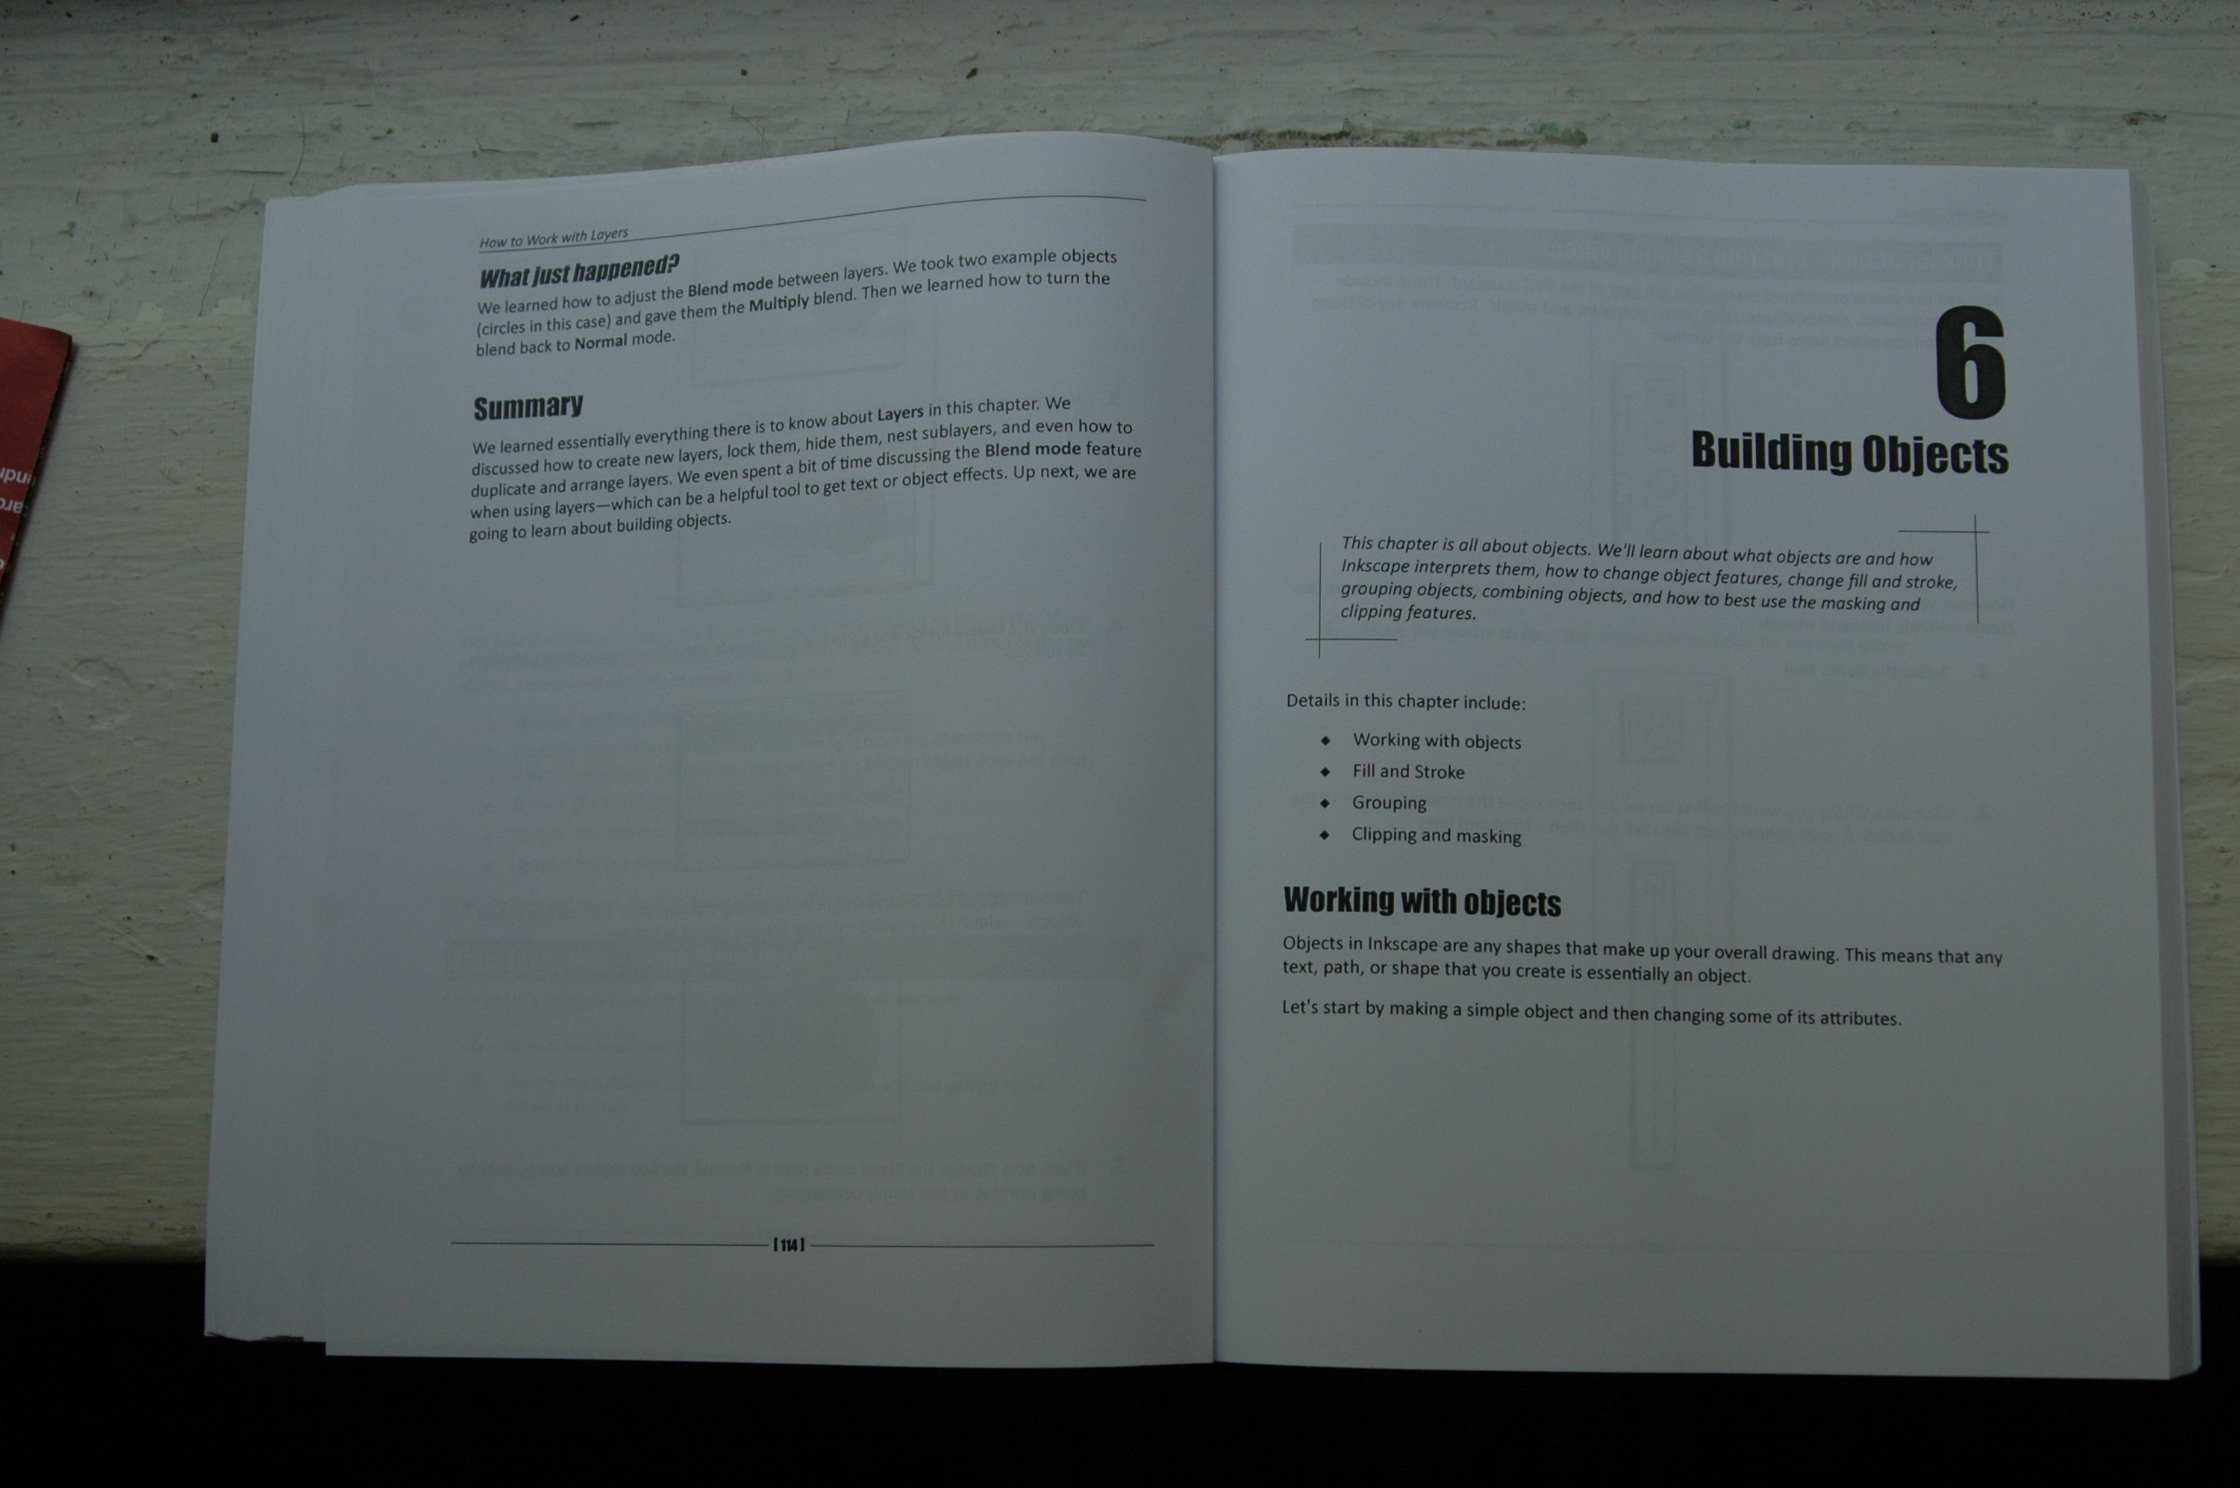 How to Work with Layers
What just happened?
We learned how to adjust the Blend mode between layers. We took two example objects
(circles in this case) and gave them the Multiply blend. Then we learned how to turn the
blend back to Normal mode.
Summary
We learned essentially everything there is to know about Layers in this chapter. We
discussed how to create new layers, lock them, hide them, nest sublayers, and even how to
duplicate and arrange layers. We even spent a bit of time discussing the Blend mode feature
when using layers—which can be a helpful tool to get text or object effects. Up next, we are
going to learn about building objects.
[ 114 ]
6
Building Objects
This chapter is all about objects. We'll learn about what objects are and how
Inkscape interprets them, how to change object features, change fill and stroke,
grouping objects, combining objects, and how to best use the masking and
clipping features.
Details in this chapter include:
◆ Working with objects
◆ Fill and Stroke
◆ Grouping
◆ Clipping and masking
Working with objects
Objects in Inkscape are any shapes that make up your overall drawing. This means that any
text, path, or shape that you create is essentially an object.
Let's start by making a simple object and then changing some of its attributes.